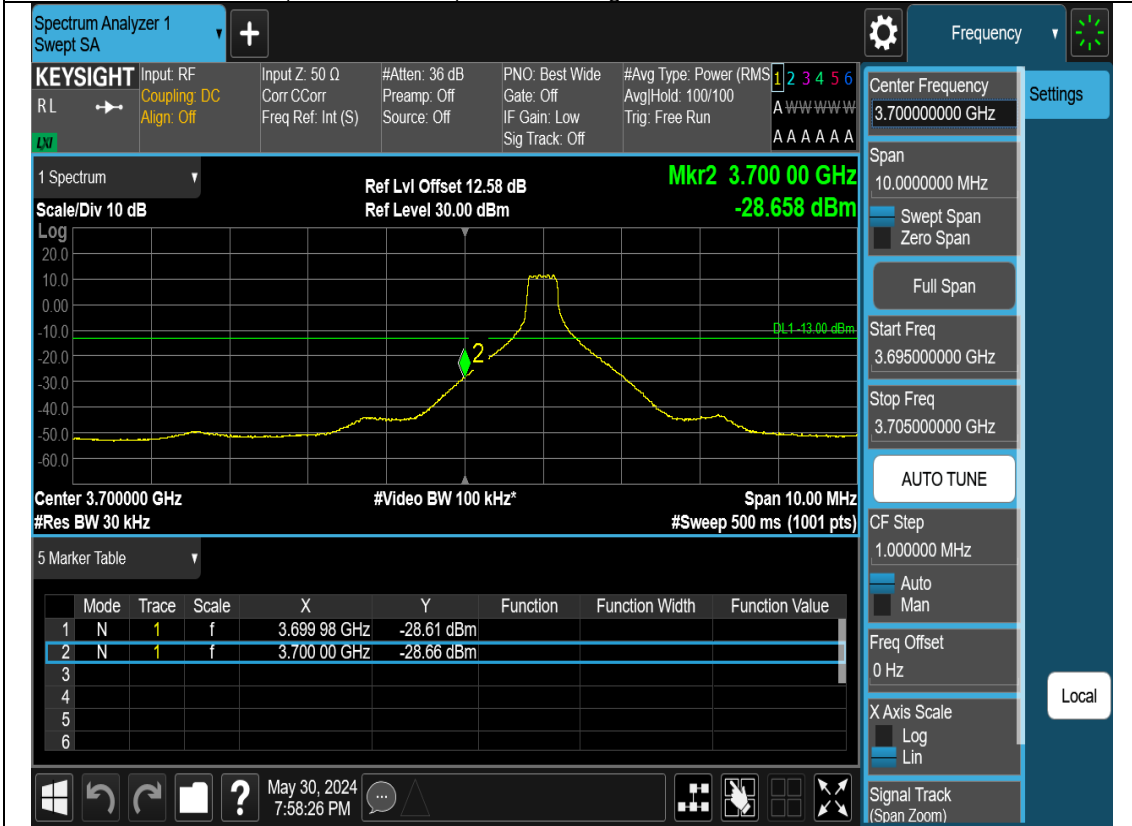 Spectrum Analyzer 1
Swept SA
+
Frequency
KEYSIGHT
RL
LXI
Input: RF
Coupling: DC
Align: Off
Input Z: 50 Ω
Corr CCorr
Freq Ref: Int (S)
#Atten: 36 dB
Preamp: Off
Source: Off
PNO: Best Wide
Gate: Off
IF Gain: Low
Sig Track: Off
#Avg Type: Power (RMS
Avg|Hold: 100/100
Trig: Free Run
1 2 3 4 5 6
A W W W W W
A A A A A A
1 Spectrum
Scale/Div 10 dB
Ref Lvl Offset 12.58 dB
Ref Level 30.00 dBm
Mkr2 3.700 00 GHz
-28.658 dBm
Log
20.0
10.0
0.00
-10.0
-20.0
-30.0
-40.0
-50.0
-60.0
DL1 -13.00 dBm
2
Center 3.700000 GHz
#Video BW 100 kHz*
Span 10.00 MHz
#Res BW 30 kHz
#Sweep 500 ms (1001 pts)
5 Marker Table
Mode Trace Scale X Y Function Function Width Function Value
1 N 1 f 3.699 98 GHz -28.61 dBm
2 N 1 f 3.700 00 GHz -28.66 dBm
3
4
5
6
May 30, 2024
7:58:26 PM
Center Frequency
3.700000000 GHz
Settings
Span
10.0000000 MHz
Swept Span
Zero Span
Full Span
Start Freq
3.695000000 GHz
Stop Freq
3.705000000 GHz
AUTO TUNE
CF Step
1.000000 MHz
Auto
Man
Freq Offset
0 Hz
X Axis Scale
Log
Lin
Local
Signal Track
(Span Zoom)